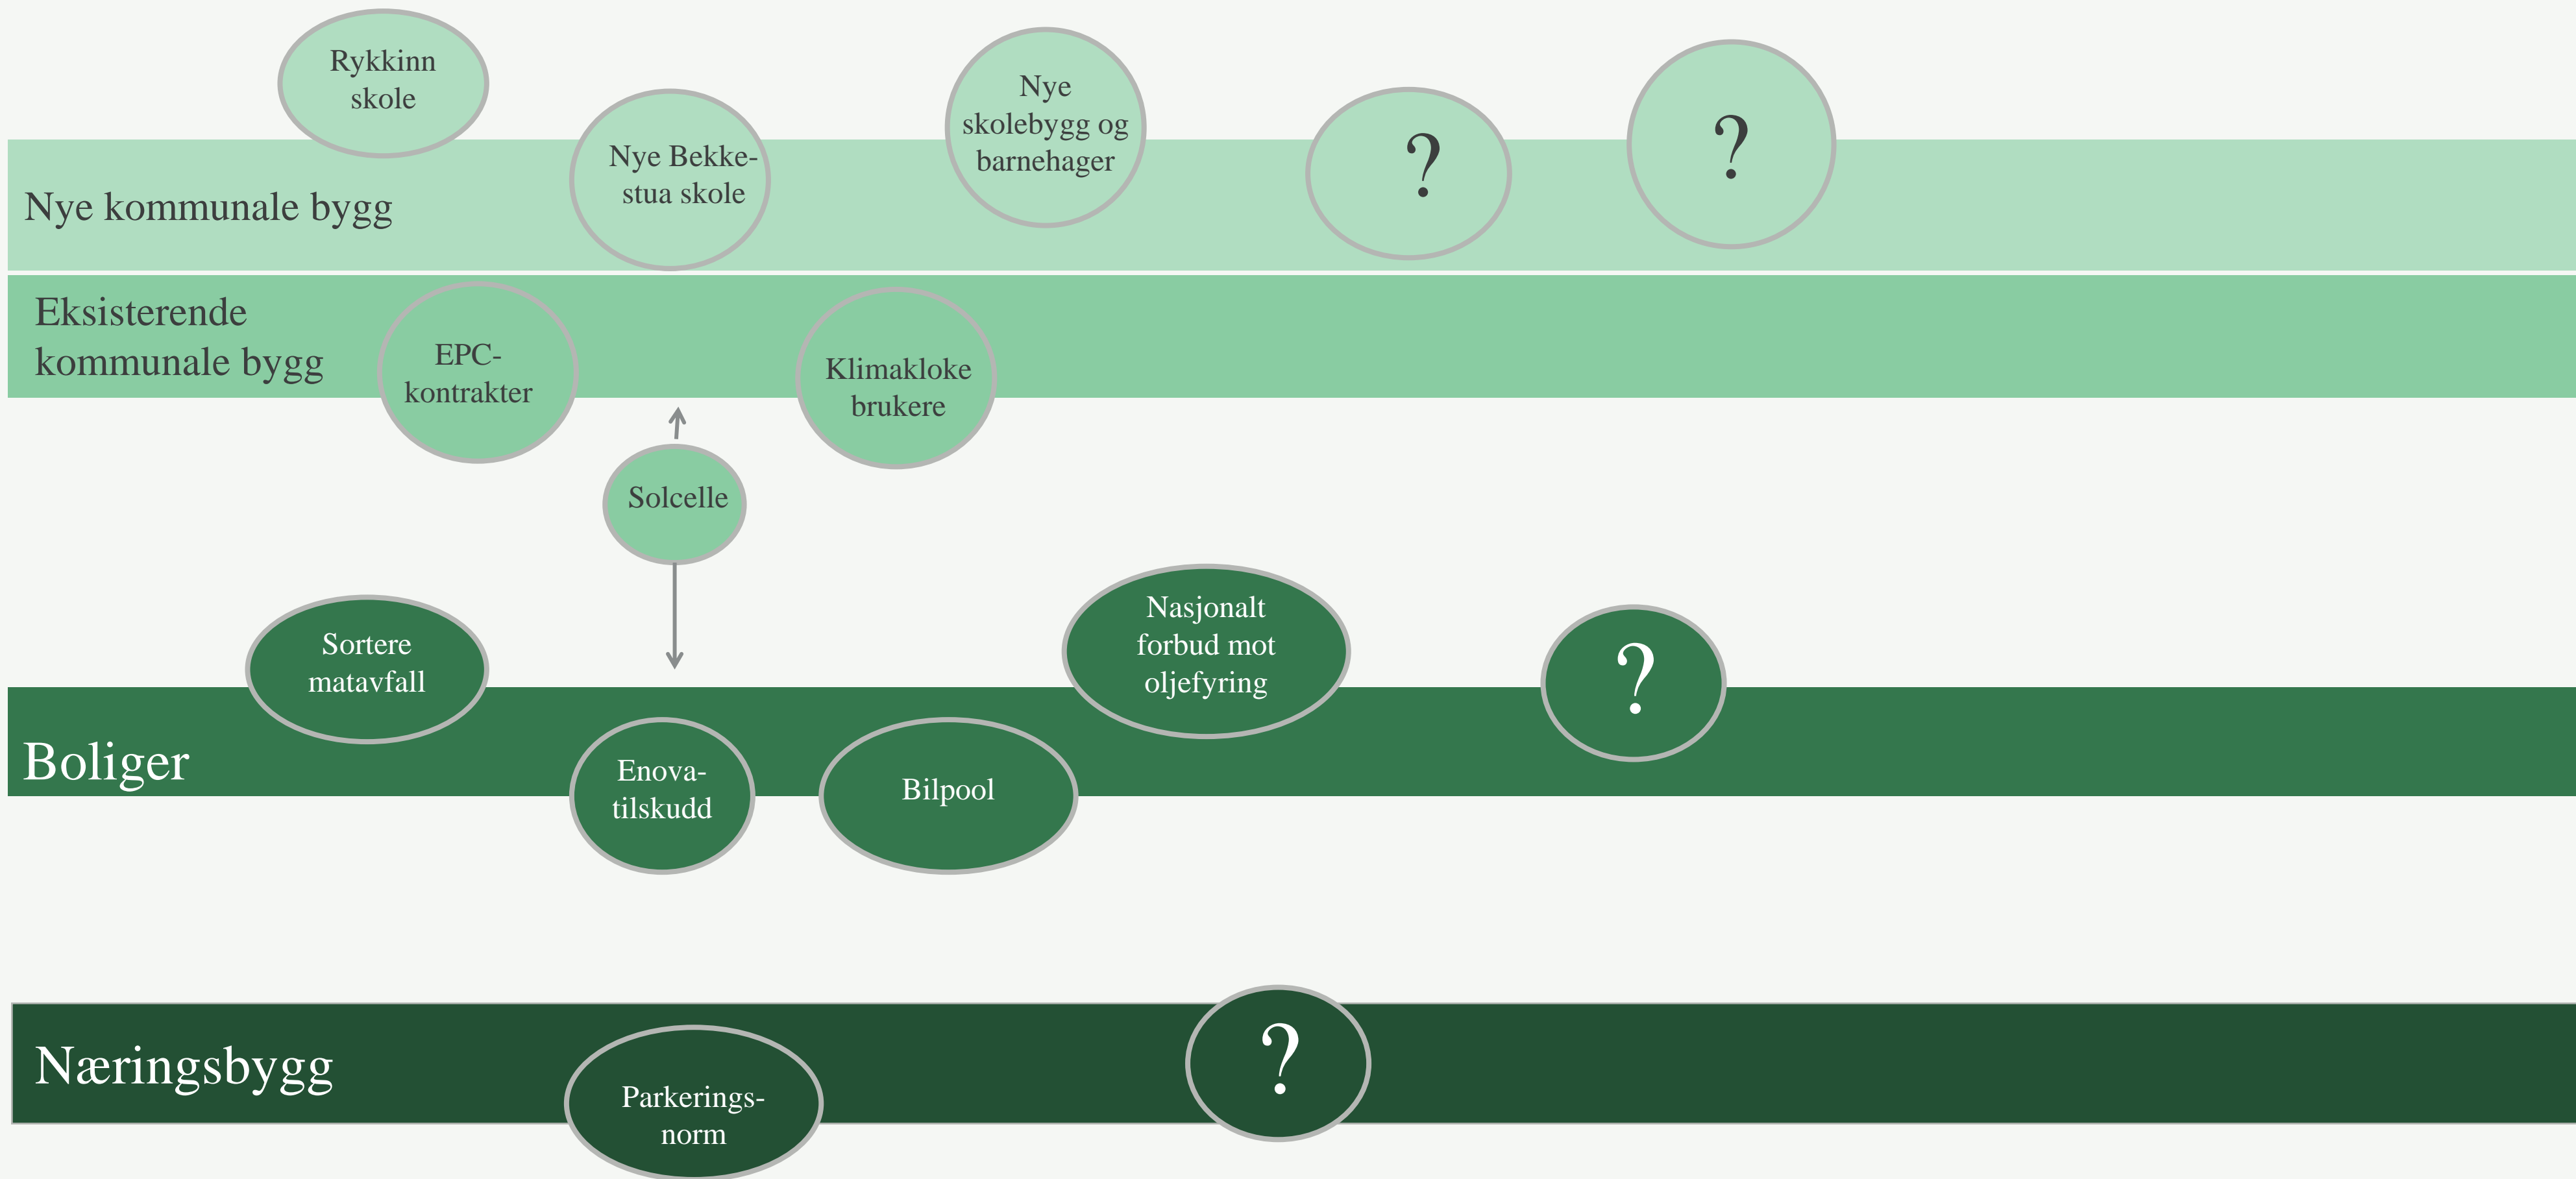 Rykkinn
skole
Nye Bekke-
stua skole
Nye
skolebygg og
barnehager
?
?
Nye kommunale bygg
Eksisterende
kommunale bygg
EPC-
kontrakter
Klimakloke
brukere
Solcelle
Sortere
matavfall
Nasjonalt
forbud mot
oljefyring
?
Boliger
Enova-
tilskudd
Bilpool
Næringsbygg
Parkerings-
norm
?